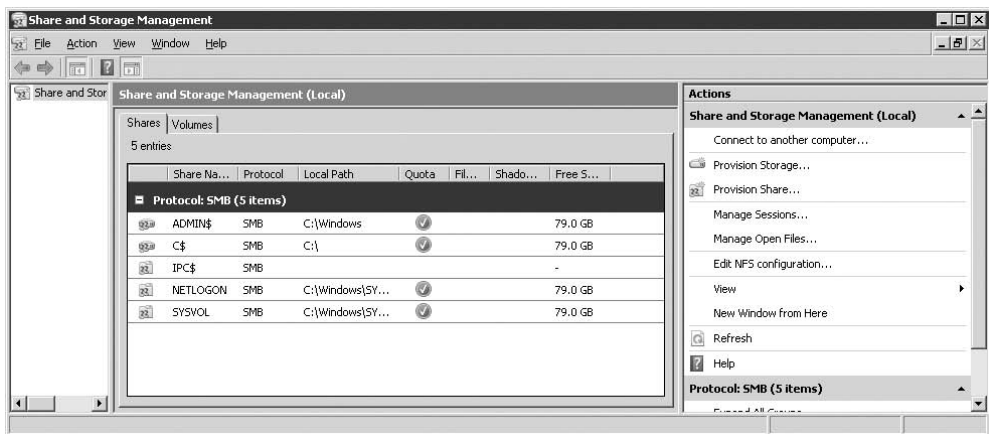 Share and Storage Management
File Action View Window Help
Share and Stor
Share and Storage Management (Local)
Shares Volumes
5 entries
Share Na... Protocol Local Path Quota Fil... Shado... Free S...
Protocol: SMB (5 items)
ADMIN$ SMB C:\Windows 79.0 GB
C$ SMB C:\ 79.0 GB
IPC$ SMB -
NETLOGON SMB C:\Windows\SY... 79.0 GB
SYSVOL SMB C:\Windows\SY... 79.0 GB
Actions
Share and Storage Management (Local)
Connect to another computer...
Provision Storage...
Provision Share...
Manage Sessions...
Manage Open Files...
Edit NFS configuration...
View
New Window from Here
Refresh
Help
Protocol: SMB (5 items)